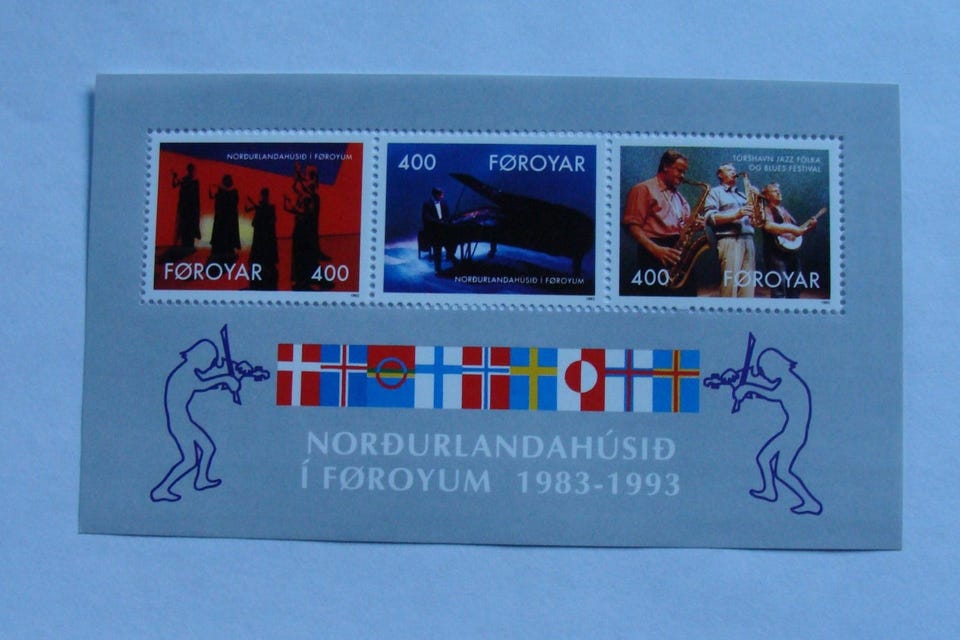 NORÐURLANDAHÚSIÐ Í FØROYUM
FØROYAR 400
400 FØROYAR
NORÐURLANDAHÚSIÐ Í FØROYUM
TORSHAVN JAZZ FÓLKA
OG BLUES FESTIVAL
400 FØROYAR
NORÐURLANDAHÚSIÐ
Í FØROYUM 1983-1993